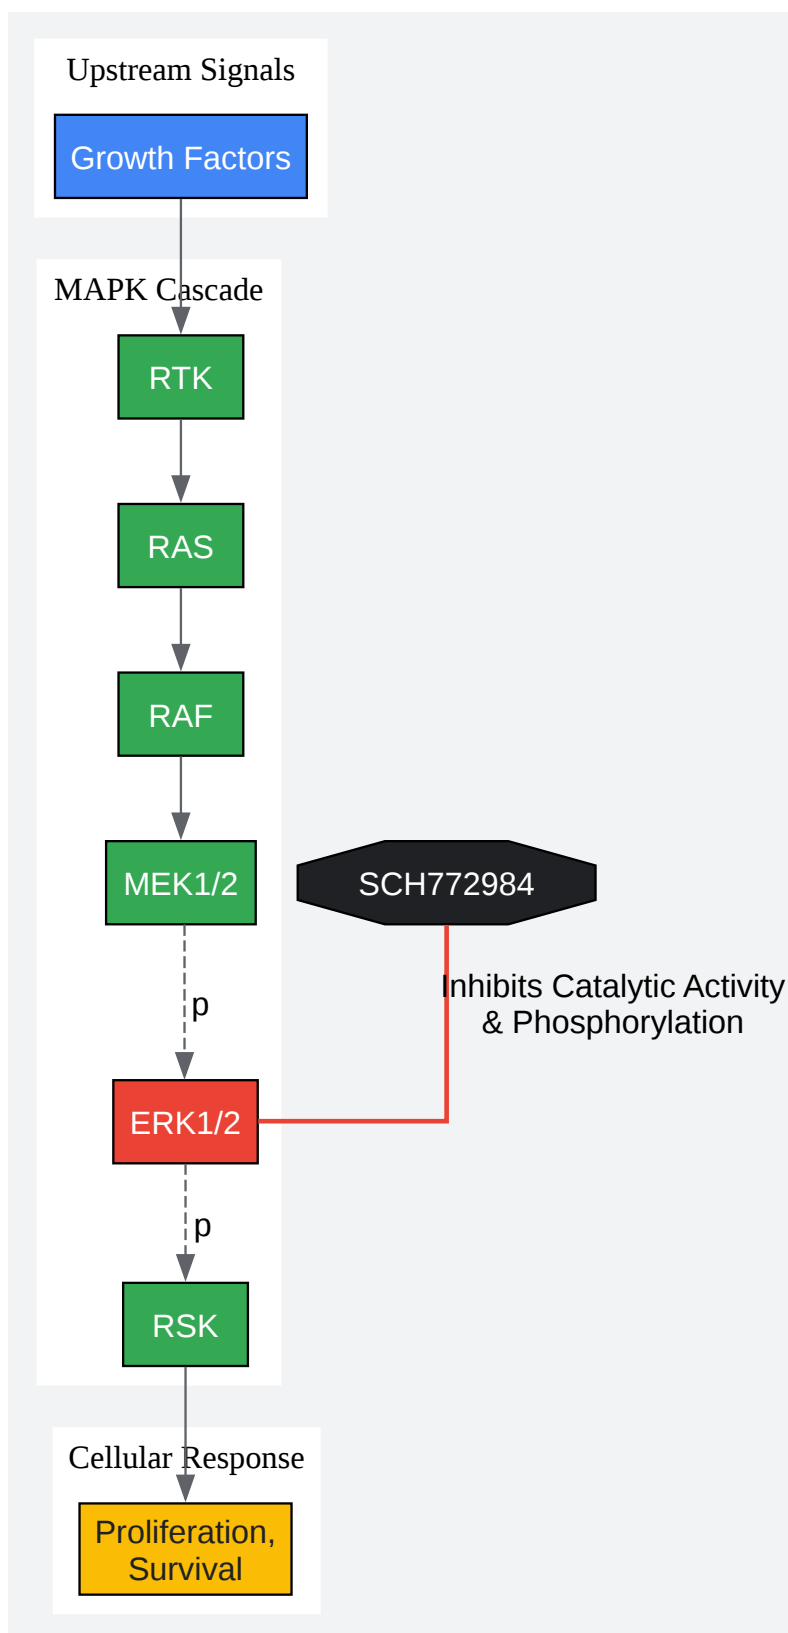 Upstream Signals
Growth Factors
MAPK Cascade
RTK
RAS
RAF
MEK1/2
SCH772984
p
Inhibits Catalytic Activity
& Phosphorylation
ERK1/2
p
RSK
Cellular Response
Proliferation,
Survival